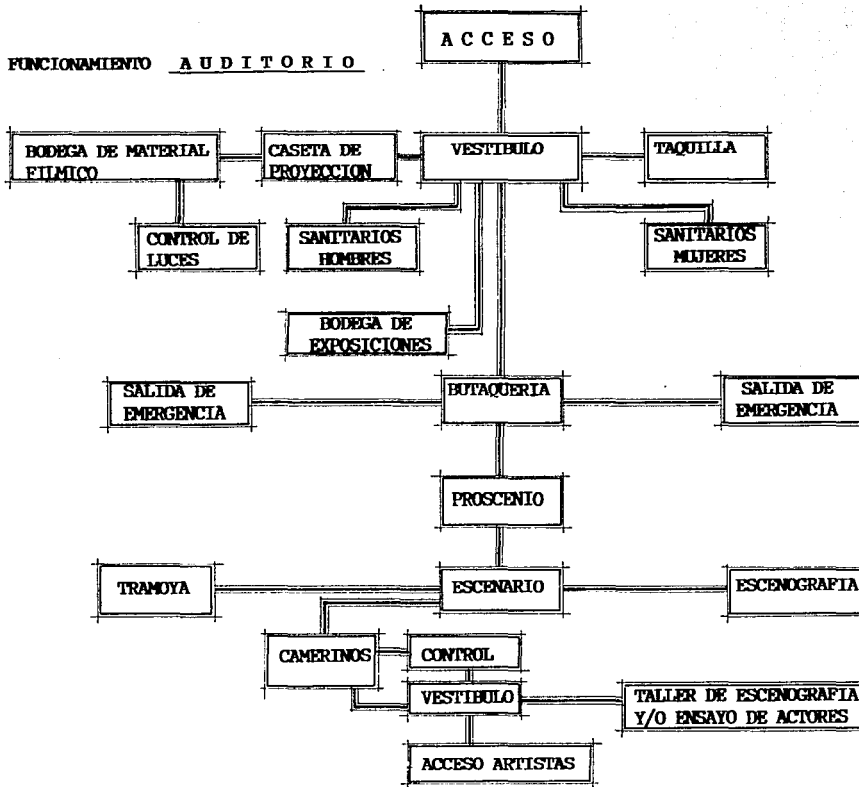 A C C E S O
FUNCIONAMIENTO A U D I T O R I O
BODEGA DE MATERIAL
FILMICO
CASETA DE
PROYECCION
VESTIBULO
TAQUILLA
CONTROL DE
LUCES
SANITARIOS
HOMBRES
SANITARIOS
MUJERES
BODEGA DE
EXPOSICIONES
SALIDA DE
EMERGENCIA
BUTAQUERIA
SALIDA DE
EMERGENCIA
PROSCENIO
TRAMOYA
ESCENARIO
ESCENOGRAFIA
CAMERINOS
CONTROL
VESTIBULO
TALLER DE ESCENOGRAFIA
Y/O ENSAYO DE ACTORES
ACCESO ARTISTAS